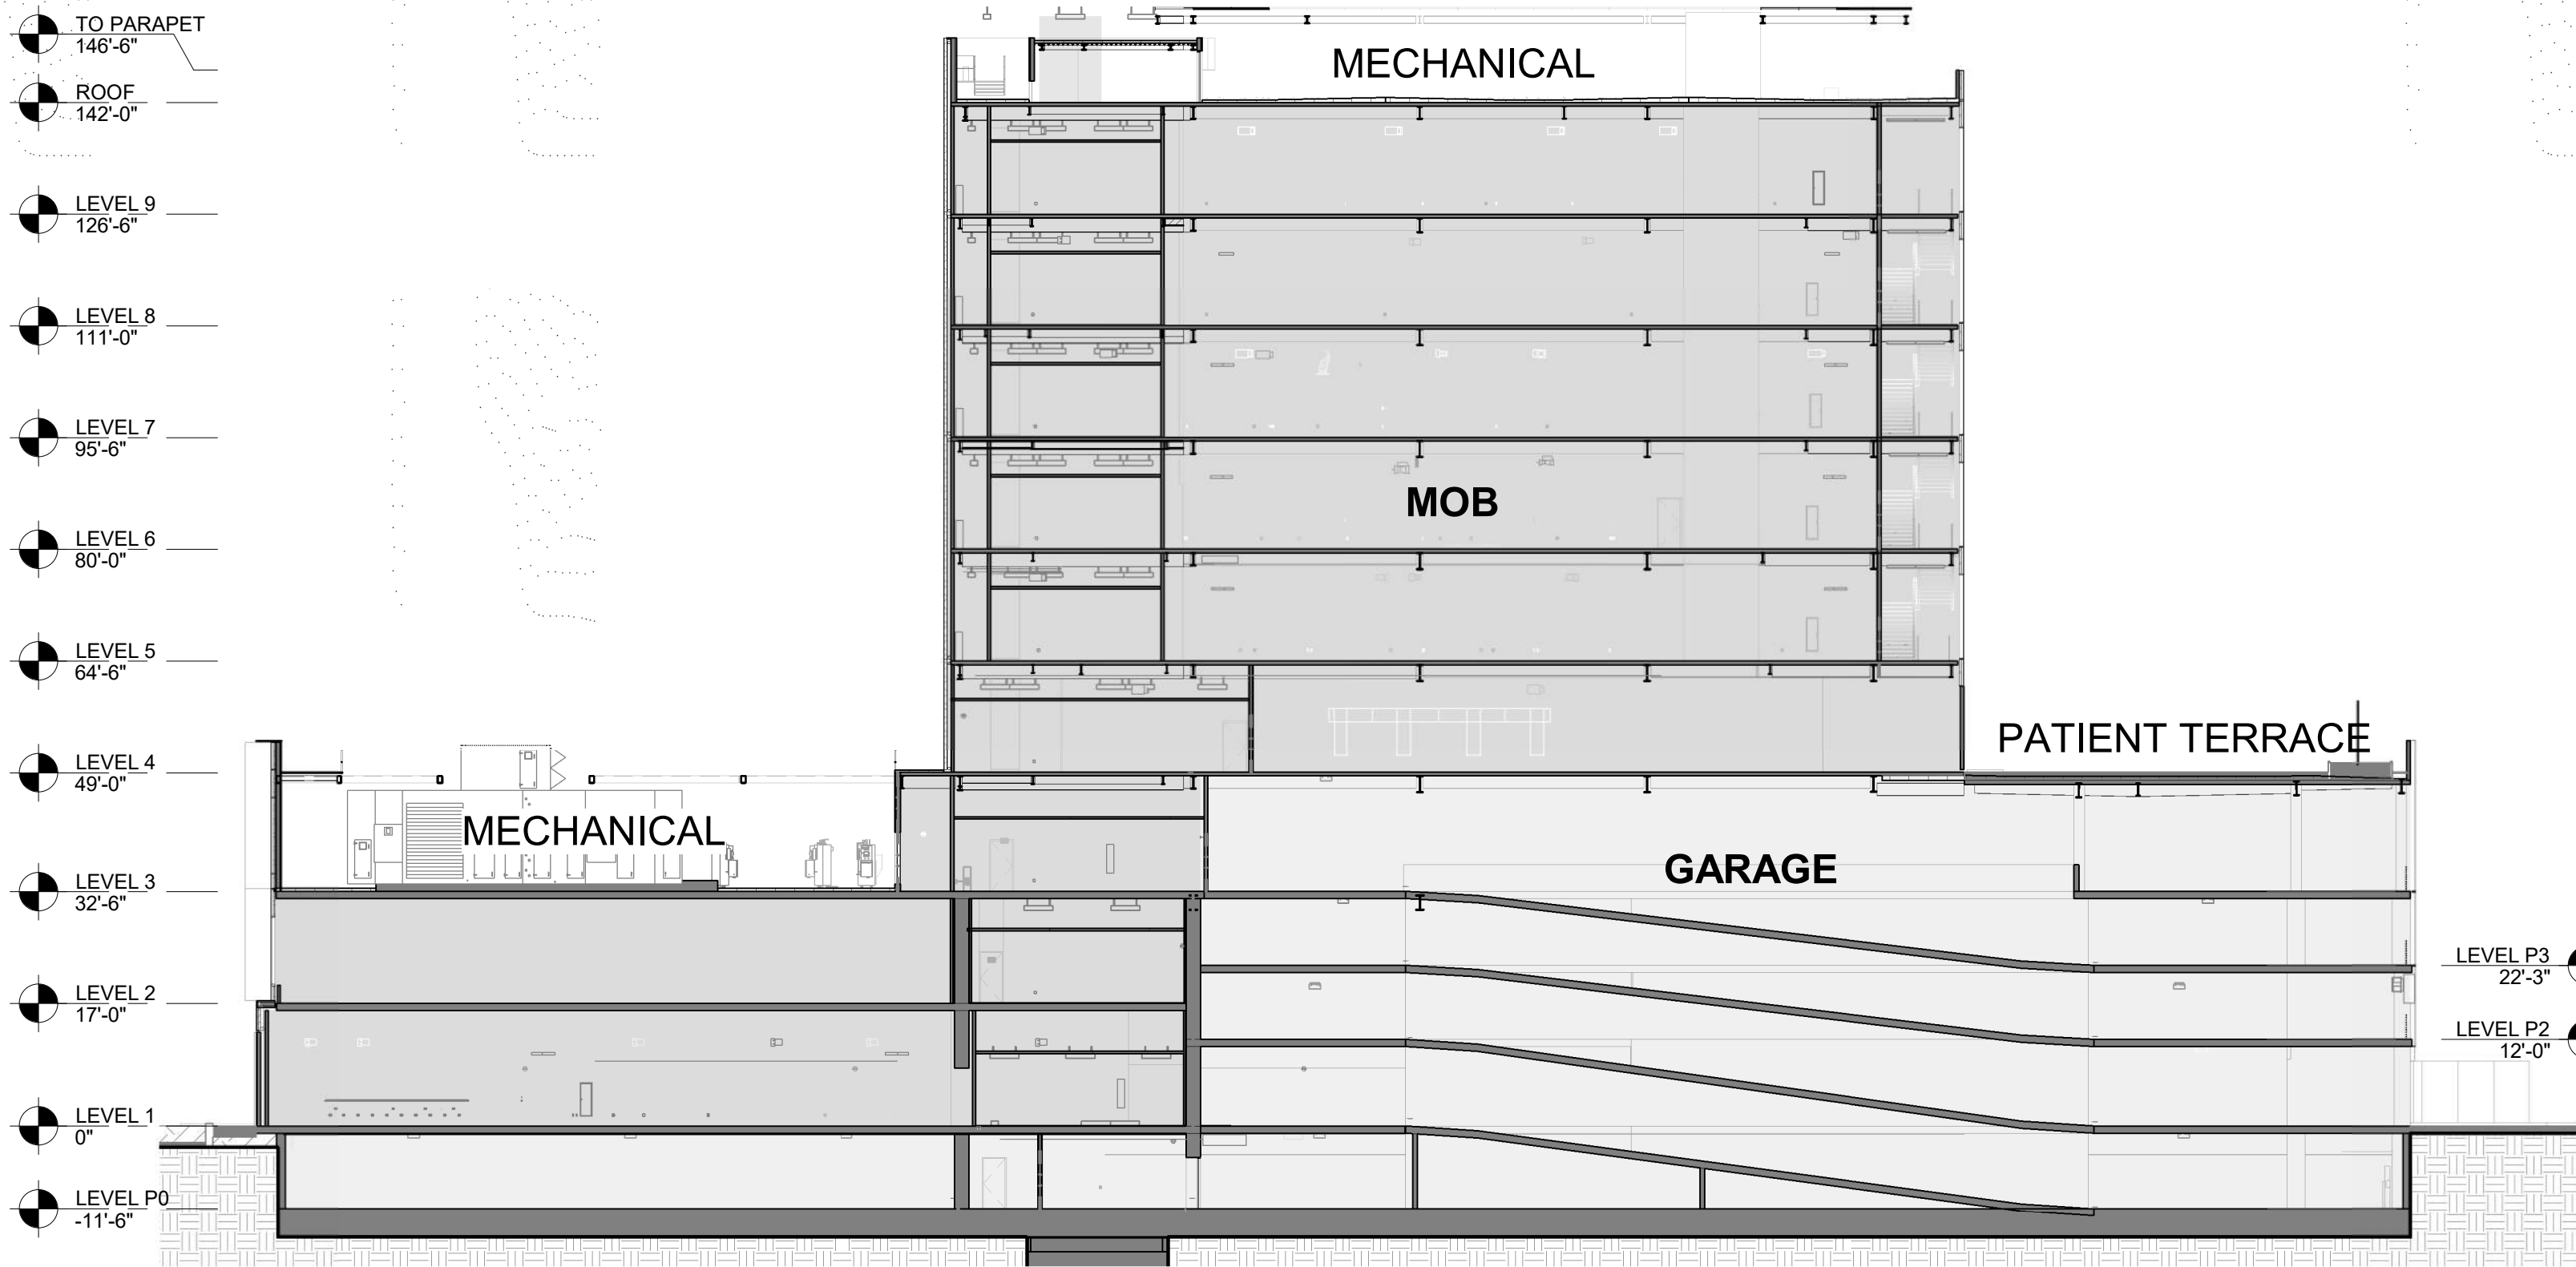 TO PARAPET
146'-6"
MECHANICAL
ROOF
142'-0"
LEVEL 9
126'-6"
LEVEL 8
111'-0"
LEVEL 7
95'-6"
MOB
LEVEL 6
80'-0"
LEVEL 5
64'-6"
PATIENT TERRACE
LEVEL 4
49'-0"
MECHANICAL
GARAGE
LEVEL 3
32'-6"
LEVEL P3
22'-3"
LEVEL 2
17'-0"
LEVEL P2
12'-0"
LEVEL 1
0"
LEVEL P0
-11'-6"